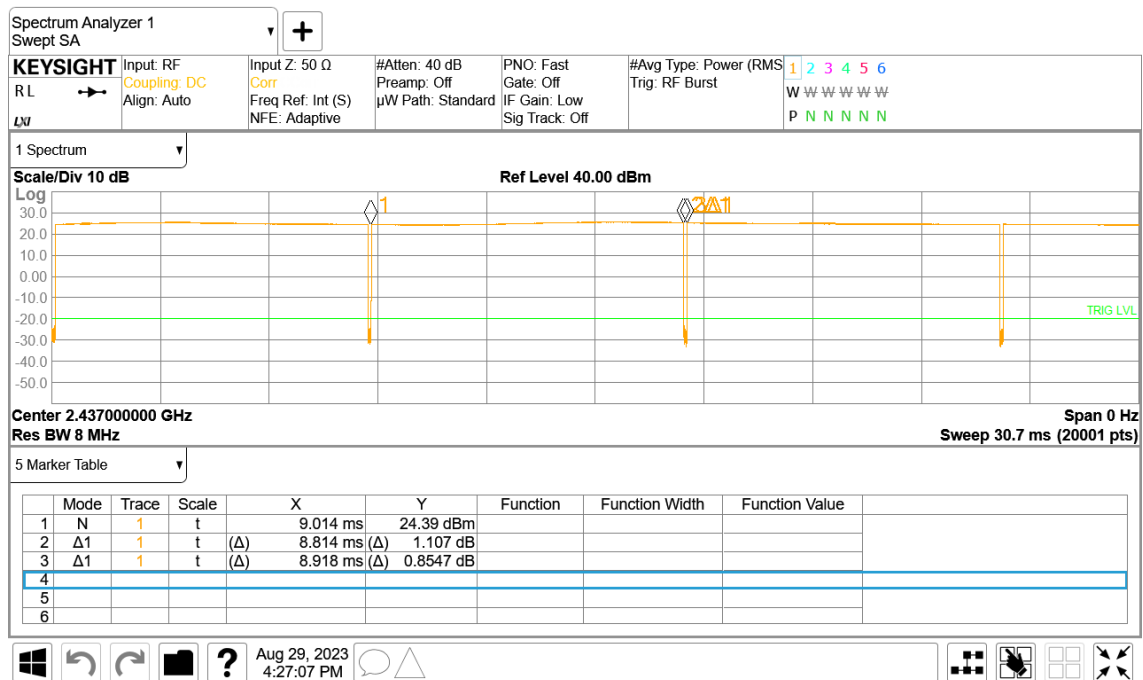 Spectrum Analyzer 1
Swept SA
KEYSIGHT Input: RF Input Z: 50 Ω #Atten: 40 dB PNO: Fast #Avg Type: Power (RMS 1 2 3 4 5 6
R L Coupling: DC Corr Preamp: Off Gate: Off Trig: RF Burst W W W W W W
Align: Auto Freq Ref: Int (S) µW Path: Standard IF Gain: Low
LXI NFE: Adaptive Sig Track: Off P N N N N N
1 Spectrum
Scale/Div 10 dB Ref Level 40.00 dBm
Log
1 2Δ1
30.0
20.0
10.0
0.00
-10.0
TRIG LVL
-20.0
-30.0
-40.0
-50.0
Center 2.437000000 GHz Span 0 Hz
Res BW 8 MHz Sweep 30.7 ms (20001 pts)
5 Marker Table
Mode Trace Scale X Y Function Function Width Function Value
1 N 1 t 9.014 ms 24.39 dBm
2 Δ1 1 t (Δ) 8.814 ms (Δ) 1.107 dB
3 Δ1 1 t (Δ) 8.918 ms (Δ) 0.8547 dB
4
5
6
? Aug 29, 2023
4:27:07 PM